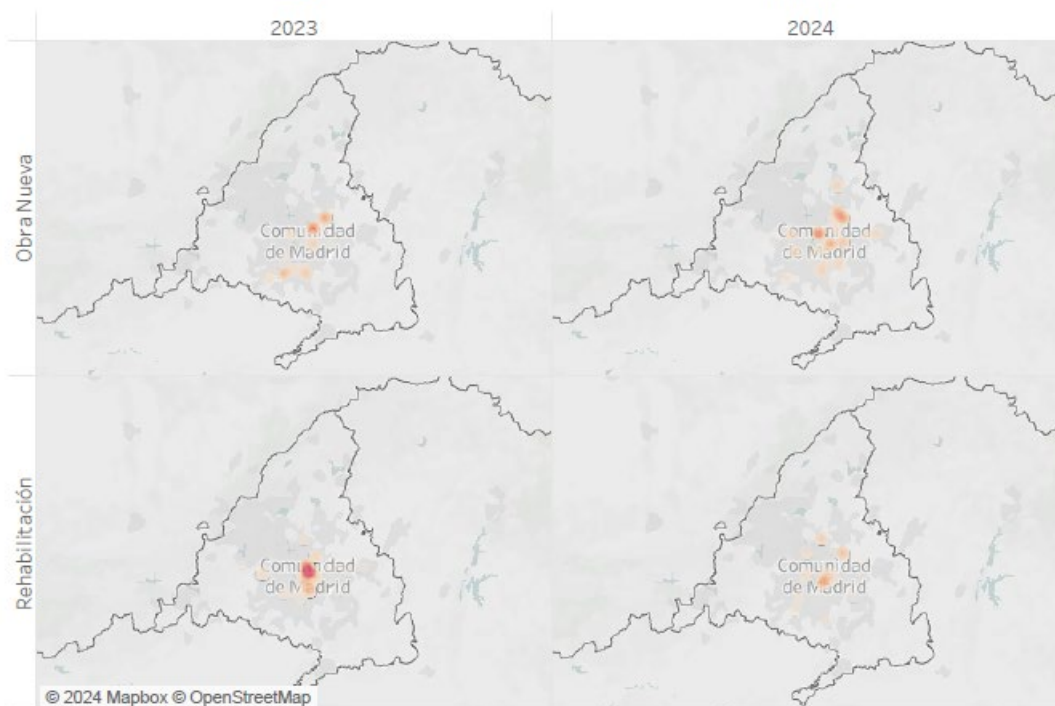 2023
2024
Obra Nueva
Comunidad
de Madrid
Comunidad
de Madrid
Rehabilitación
Comunidad
de Madrid
Comunidad
de Madrid
© 2024 Mapbox © OpenStreetMap